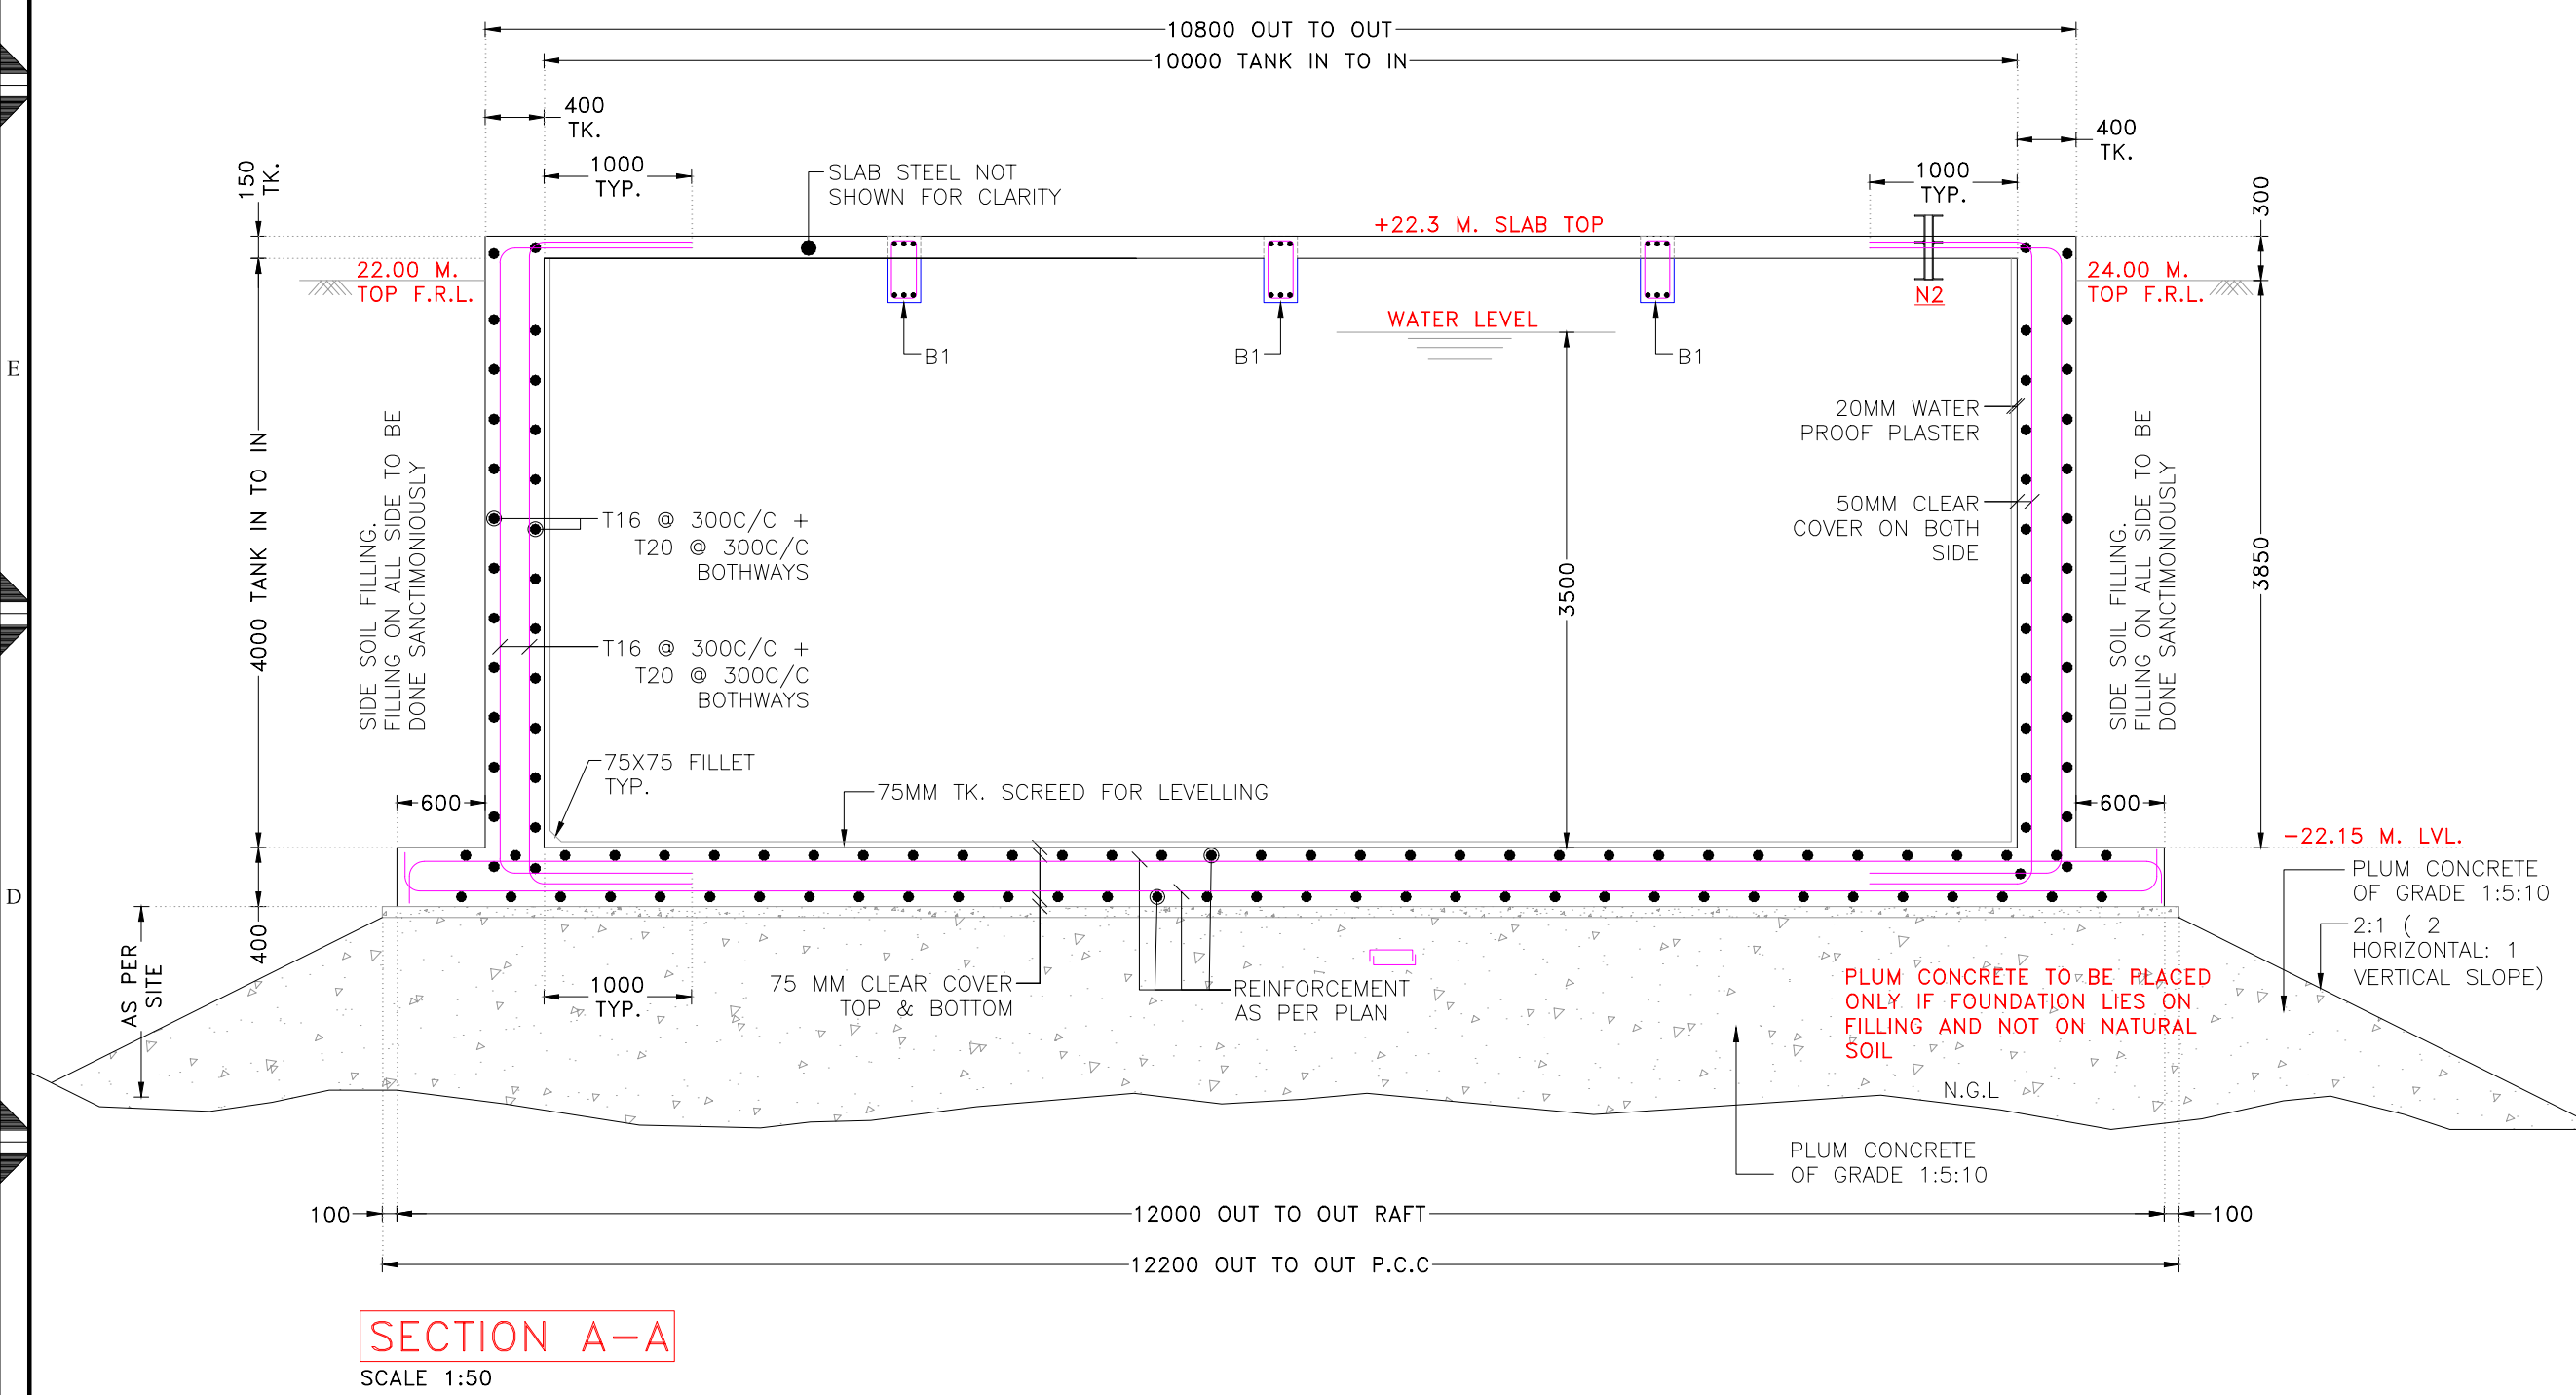 10800 OUT TO OUT
10000 TANK IN TO IN
400
TK.
400
TK.
150
TK.
1000
TYP.
SLAB STEEL NOT
SHOWN FOR CLARITY
1000
TYP.
300
+22.3 M. SLAB TOP
22.00 M.
TOP F.R.L.
24.00 M.
TOP F.R.L.
N2
WATER LEVEL
B1
B1
B1
E
20MM WATER
PROOF PLASTER
4000 TANK IN TO IN
SIDE SOIL FILLING.
FILLING ON ALL SIDE TO BE
DONE SANCTIMONIOUSLY
T16 @ 300C/C +
T20 @ 300C/C
BOTHWAYS
50MM CLEAR
COVER ON BOTH
SIDE
3500
SIDE SOIL FILLING.
FILLING ON ALL SIDE TO BE
DONE SANCTIMONIOUSLY
3850
T16 @ 300C/C +
T20 @ 300C/C
BOTHWAYS
75X75 FILLET
TYP.
75MM TK. SCREED FOR LEVELLING
600
600
-22.15 M. LVL.
PLUM CONCRETE
OF GRADE 1:5:10
D
400
AS PER
SITE
2:1 ( 2
HORIZONTAL: 1
VERTICAL SLOPE)
1000
TYP.
75 MM CLEAR COVER
TOP & BOTTOM
REINFORCEMENT
AS PER PLAN
PLUM CONCRETE TO BE PLACED
ONLY IF FOUNDATION LIES ON
FILLING AND NOT ON NATURAL
SOIL
N.G.L
PLUM CONCRETE
OF GRADE 1:5:10
100
12000 OUT TO OUT RAFT
100
12200 OUT TO OUT P.C.C
SECTION A-A
SCALE 1:50